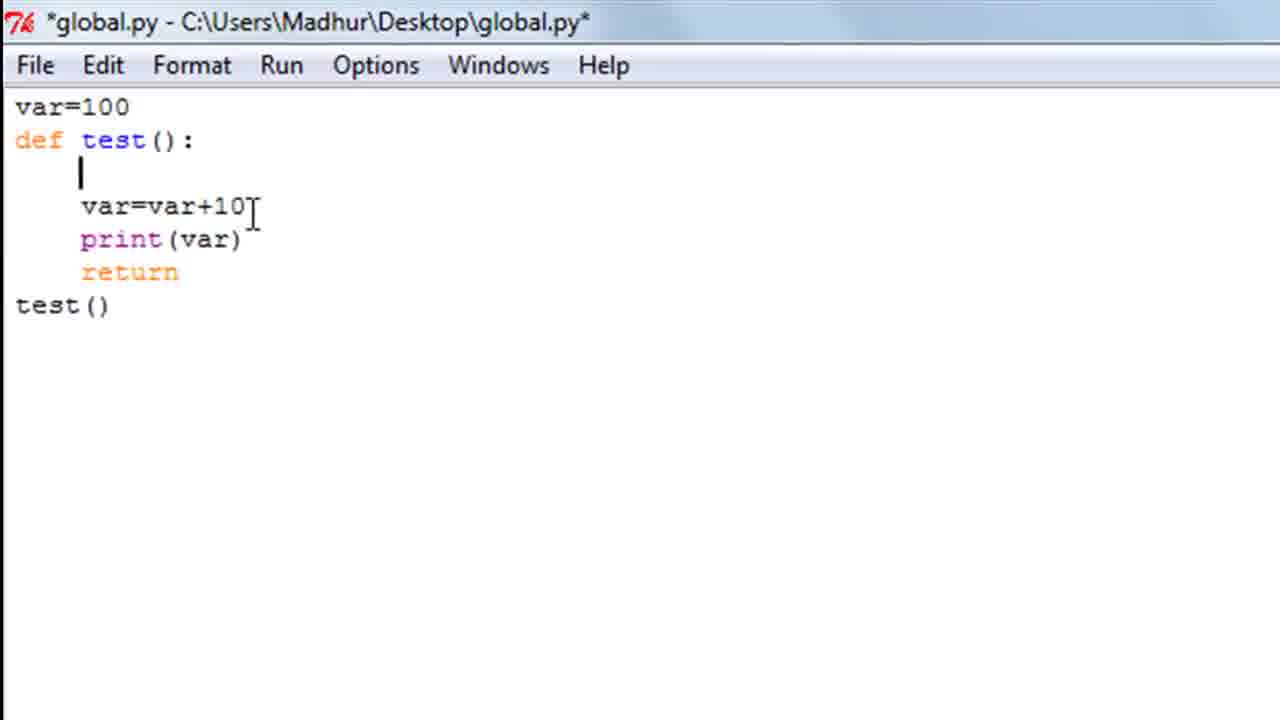 *global.py - C:\Users\Madhur\Desktop\global.py*
File Edit Format Run Options Windows Help
var=100
def test():
    var=var+10
    print(var)
    return
test()